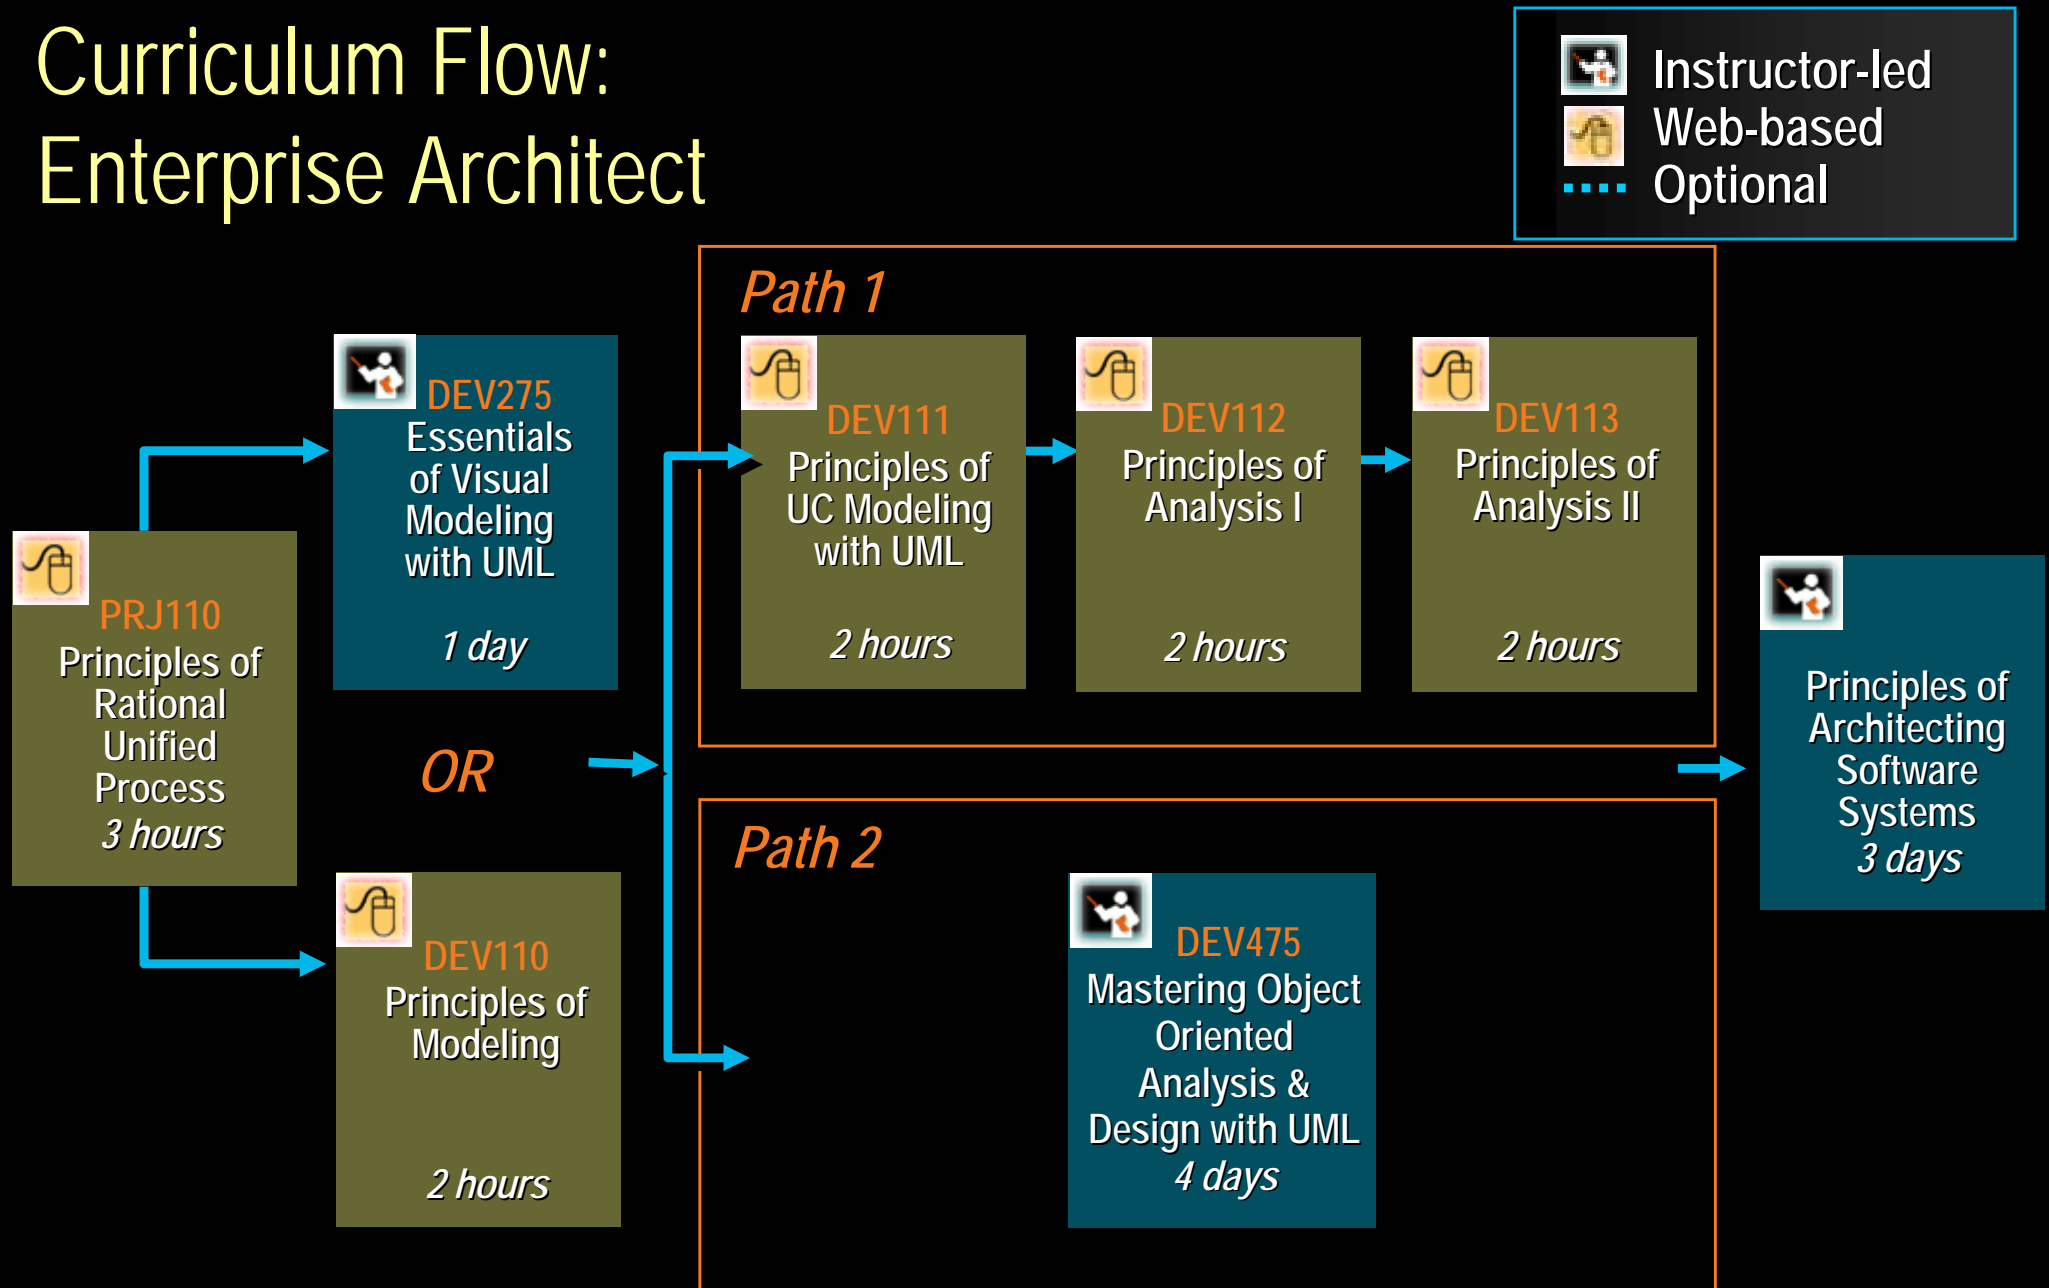 Curriculum Flow:
Enterprise Architect
Instructor-led
Web-based
Optional
PRJ110
Principles of
Rational
Unified
Process
3 hours
DEV275
Essentials
of Visual
Modeling
with UML
1 day
OR
DEV110
Principles of
Modeling
2 hours
Path 1
DEV111
Principles of
UC Modeling
with UML
2 hours
DEV112
Principles of
Analysis I
2 hours
DEV113
Principles of
Analysis II
2 hours
Path 2
DEV475
Mastering Object
Oriented
Analysis &
Design with UML
4 days
Principles of
Architecting
Software
Systems
3 days